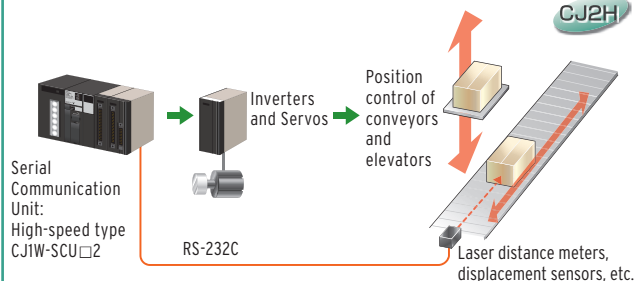 CJ2H
Inverters
and Servos
Position
control of
conveyors
and
elevators
Serial
Communication
Unit:
High-speed type
CJ1W-SCU□2
RS-232C
Laser distance meters,
displacement sensors, etc.